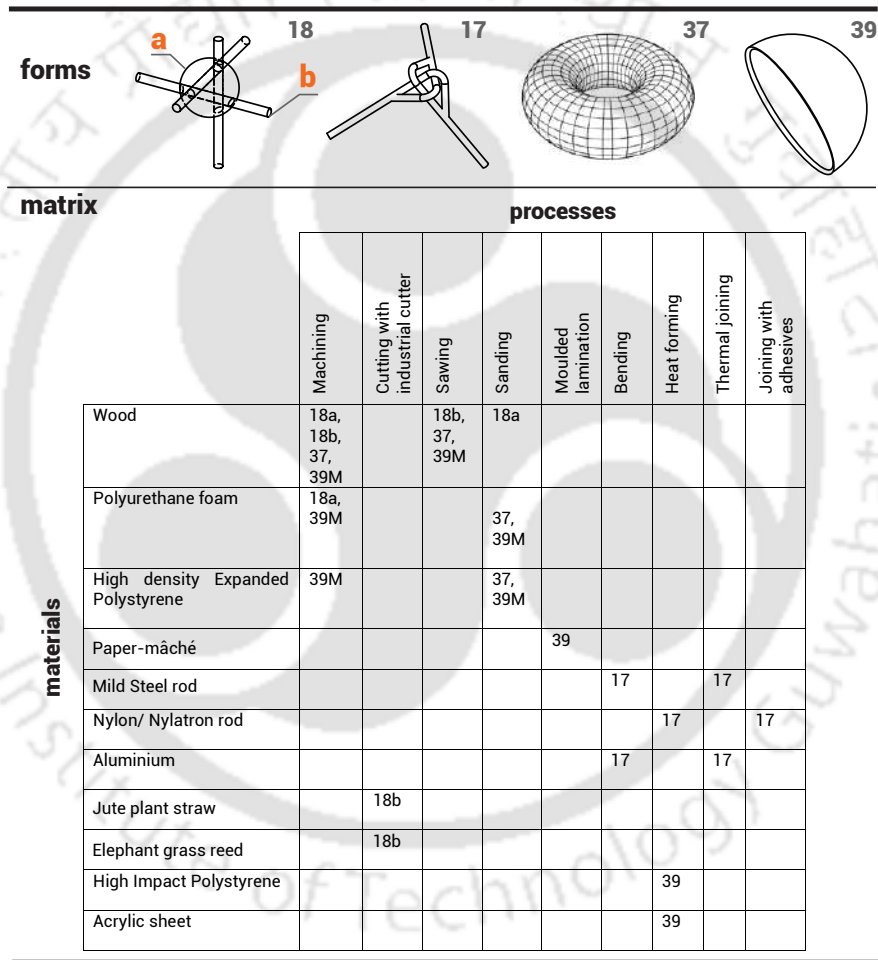 18 17 37 39
a
forms b
matrix
processes
Machining
Cutting with
industrial cutter
Sawing
Sanding
Moulded
lamination
Bending
Heat forming
Thermal joining
Joining with
adhesives
materials
Wood 18a, 18b, 18a
18b, 37,
37, 39M
39M
Polyurethane foam 18a,
39M 37,
39M
High density Expanded 39M 37,
Polystyrene 39M
Paper-mâché 39
Mild Steel rod 17 17
Nylon/ Nylatron rod 17 17
Aluminium 17 17
Jute plant straw 18b
Elephant grass reed 18b
High Impact Polystyrene 39
Acrylic sheet 39
Institute of Technology Guwahati